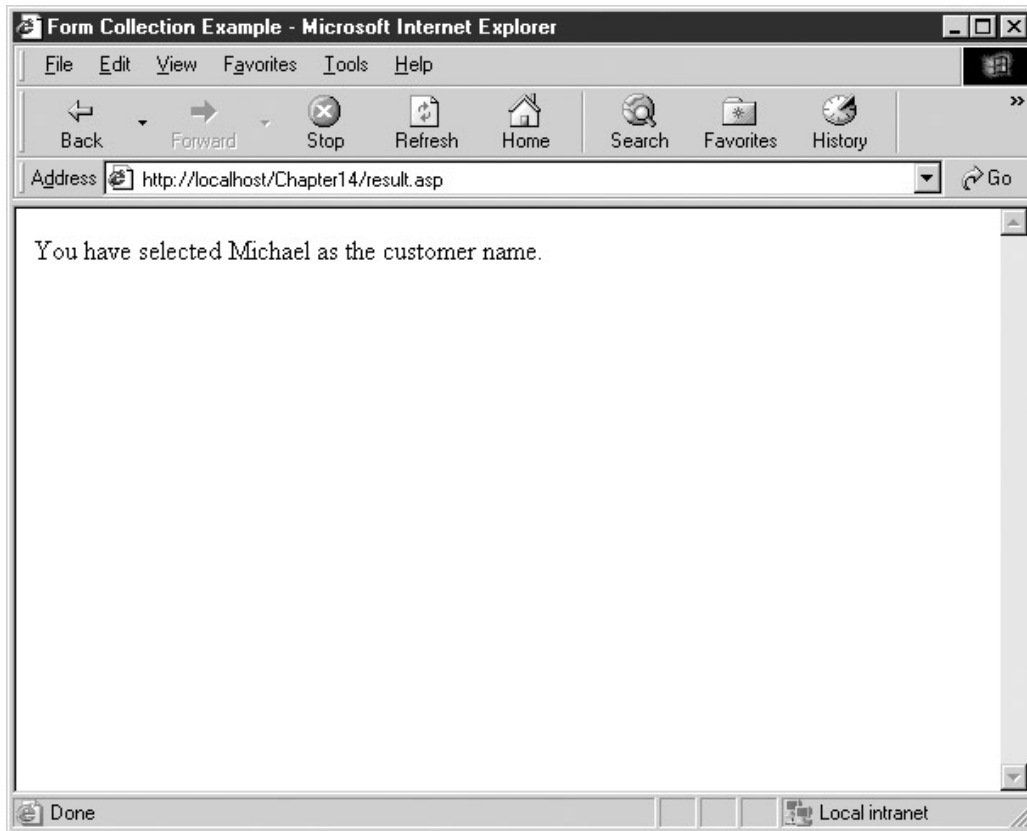 Form Collection Example - Microsoft Internet Explorer
File Edit View Favorites Tools Help
Back Forward Stop Refresh Home Search Favorites History »
Address http://localhost/Chapter14/result.asp Go
You have selected Michael as the customer name.
Done Local intranet